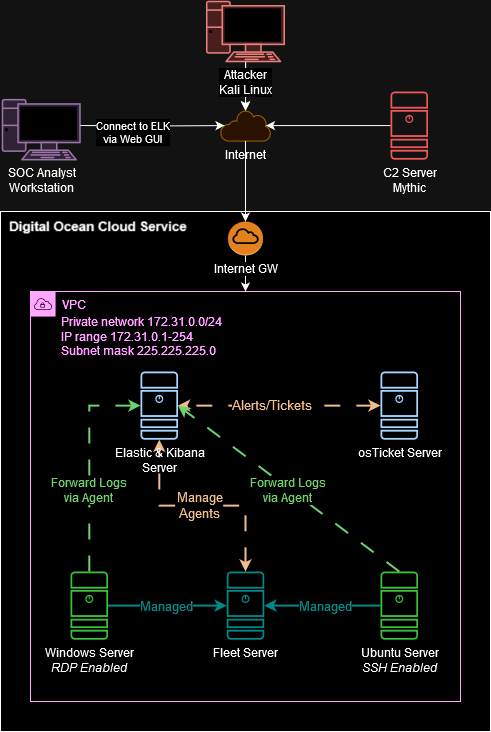 Attacker
Kali Linux
Connect to ELK
via Web GUI
Internet
SOC Analyst
Workstation
C2 Server
Mythic
Digital Ocean Cloud Service
Internet GW
VPC
Private network 172.31.0.0/24
IP range 172.31.0.1-254
Subnet mask 225.225.225.0
Alerts/Tickets
Elastic & Kibana
Server
osTicket Server
Forward Logs
via Agent
Manage
Agents
Forward Logs
via Agent
Managed
Managed
Windows Server
RDP Enabled
Fleet Server
Ubuntu Server
SSH Enabled